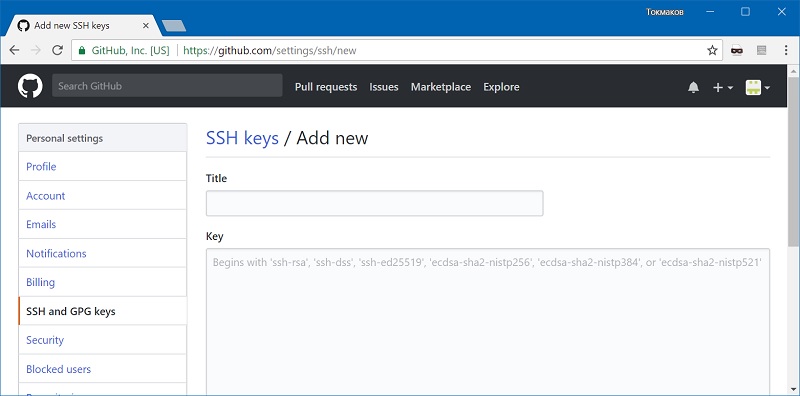 Add new SSH keys
Токмаков
GitHub, Inc. [US] https://github.com/settings/ssh/new
Search GitHub
Pull requests Issues Marketplace Explore
Personal settings
Profile
Account
Emails
Notifications
Billing
SSH and GPG keys
Security
Blocked users
SSH keys / Add new
Title
Key
Begins with 'ssh-rsa', 'ssh-dss', 'ssh-ed25519', 'ecdsa-sha2-nistp256', 'ecdsa-sha2-nistp384', or 'ecdsa-sha2-nistp521'